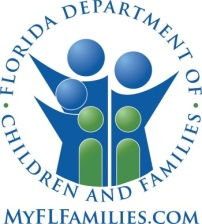 FLORIDA DEPARTMENT OF
CHILDREN AND FAMILIES
MYFLFAMILIES.COM